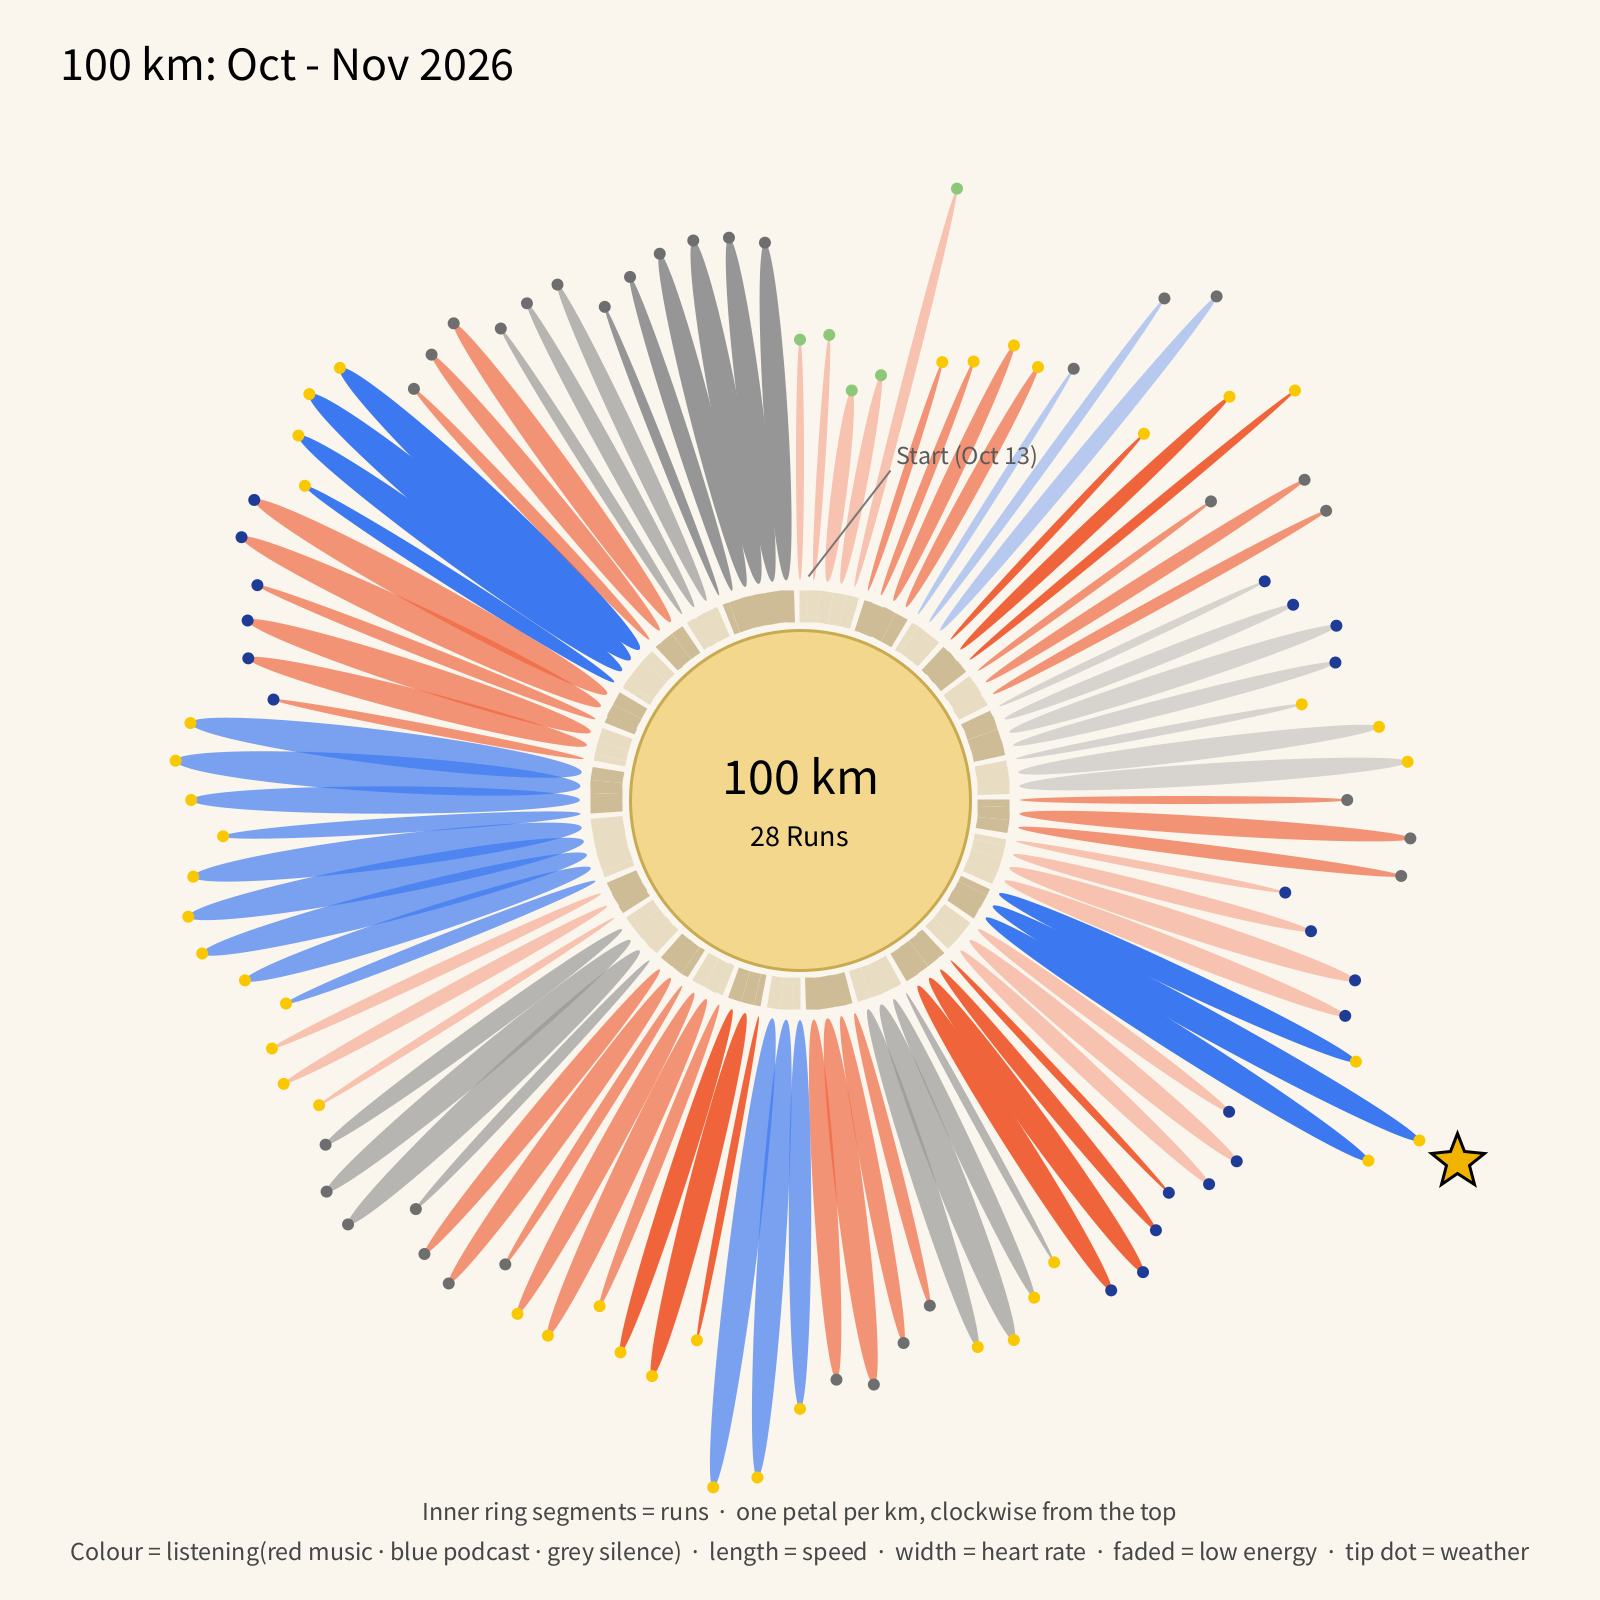 100 km: Oct - Nov 2026
Start (Oct 13)
100 km
28 Runs
Inner ring segments = runs · one petal per km, clockwise from the top
Colour = listening(red music · blue podcast · grey silence) · length = speed · width = heart rate · faded = low energy · tip dot = weather